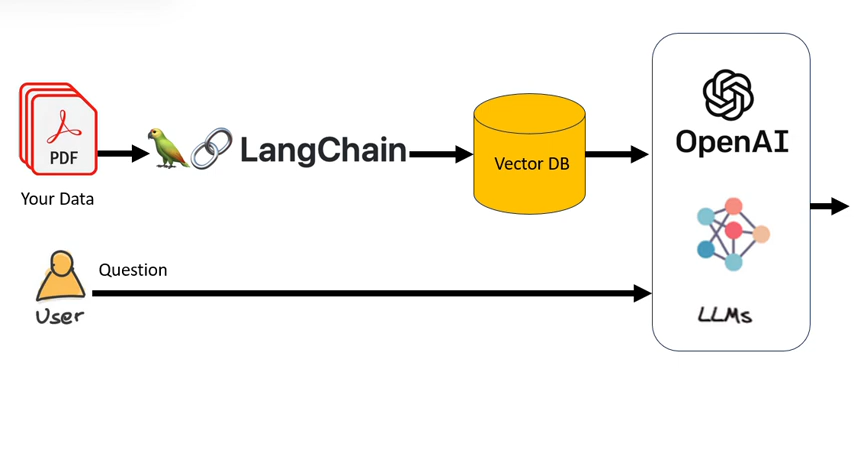 PDF
LangChain
Vector DB
OpenAI
Your Data
Question
User
LLMs